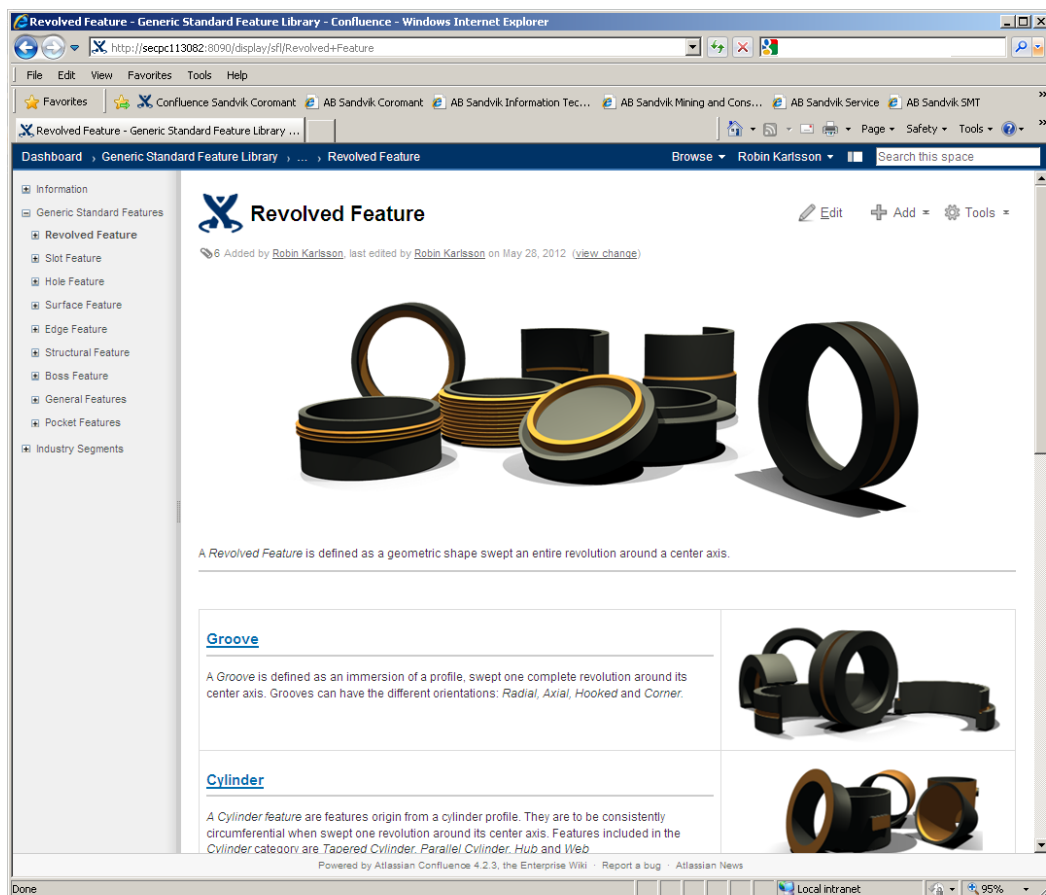 Revolved Feature - Generic Standard Feature Library - Confluence - Windows Internet Explorer
http://secpc113082:8090/display/sfl/Revolved+Feature
File Edit View Favorites Tools Help
Favorites Confluence Sandvik Coromant AB Sandvik Coromant AB Sandvik Information Tec... AB Sandvik Mining and Cons... AB Sandvik Service AB Sandvik SMT
Revolved Feature - Generic Standard Feature Library ... Page Safety Tools
Dashboard Generic Standard Feature Library ... Revolved Feature Browse Robin Karlsson Search this space
Information
Generic Standard Features
Revolved Feature
Slot Feature
Hole Feature
Surface Feature
Edge Feature
Structural Feature
Boss Feature
General Features
Pocket Features
Industry Segments
Revolved Feature
Edit Add Tools
6 Added by Robin Karlsson, last edited by Robin Karlsson on May 28, 2012 (view change)
A Revolved Feature is defined as a geometric shape swept an entire revolution around a center axis.
Groove
A Groove is defined as an immersion of a profile, swept one complete revolution around its
center axis. Grooves can have the different orientations: Radial, Axial, Hooked and Corner.
Cylinder
A Cylinder feature are features origin from a cylinder profile. They are to be consistently
circumferential when swept one revolution around its center axis. Features included in the
Cylinder category are Tapered Cylinder, Parallel Cylinder, Hub and Web
Powered by Atlassian Confluence 4.2.3, the Enterprise Wiki · Report a bug · Atlassian News
Done Local intranet 95%